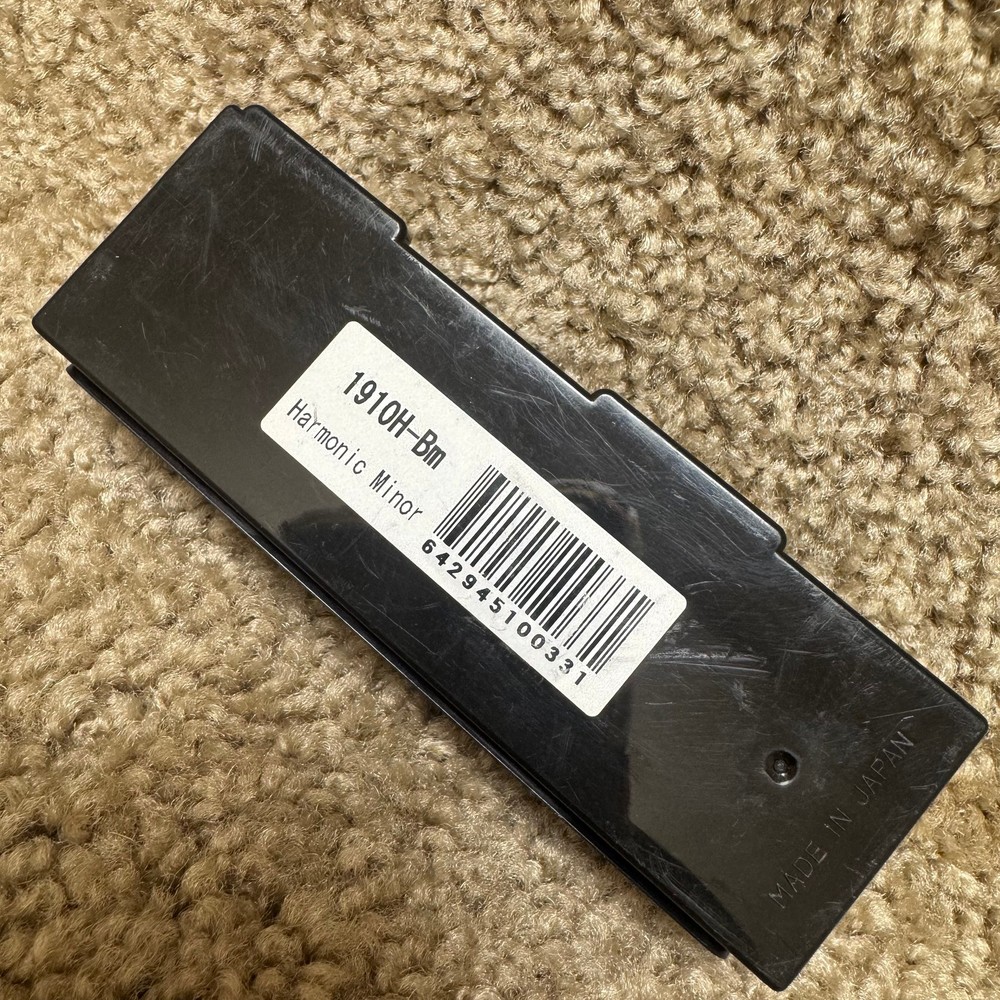 1910H-Bm
Harmonic Minor
642945100331
MADE IN JAPAN